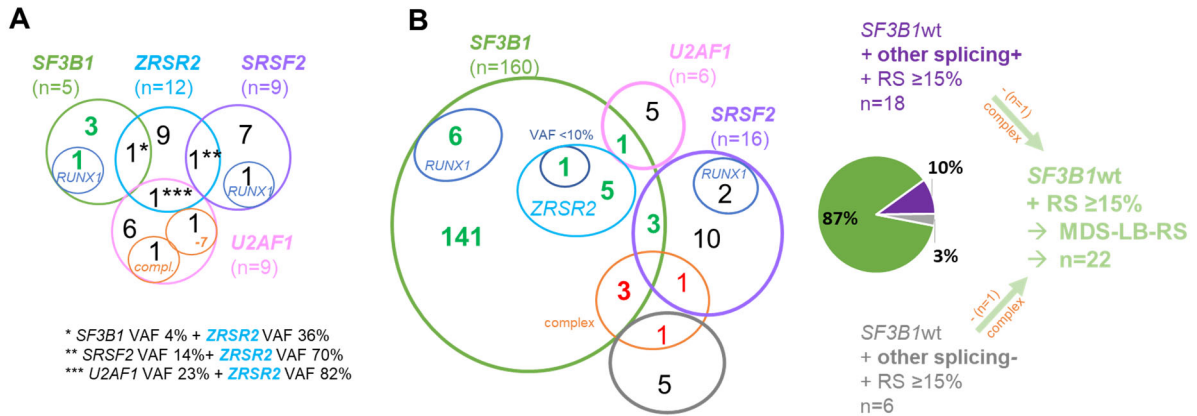 A
SF3B1
(n=5)
ZRSR2
(n=12)
SRSF2
(n=9)
3
9
7
1*
1**
1
RUNX1
1
RUNX1
1***
6
1
-7
1
compl.
U2AF1
(n=9)
* SF3B1 VAF 4% + ZRSR2 VAF 36%
** SRSF2 VAF 14%+ ZRSR2 VAF 70%
*** U2AF1 VAF 23% + ZRSR2 VAF 82%
B
SF3B1
(n=160)
U2AF1
(n=6)
5
SRSF2
(n=16)
6
RUNX1
VAF <10%
1
1
5
ZRSR2
RUNX1
2
141
3
10
3
1
complex
1
5
SF3B1wt
+ other splicing+
+ RS ≥15%
n=18
- (n=1)
complex
87%
10%
3%
SF3B1wt
+ RS ≥15%
→ MDS-LB-RS
→ n=22
- (n=1)
complex
SF3B1wt
+ other splicing-
+ RS ≥15%
n=6